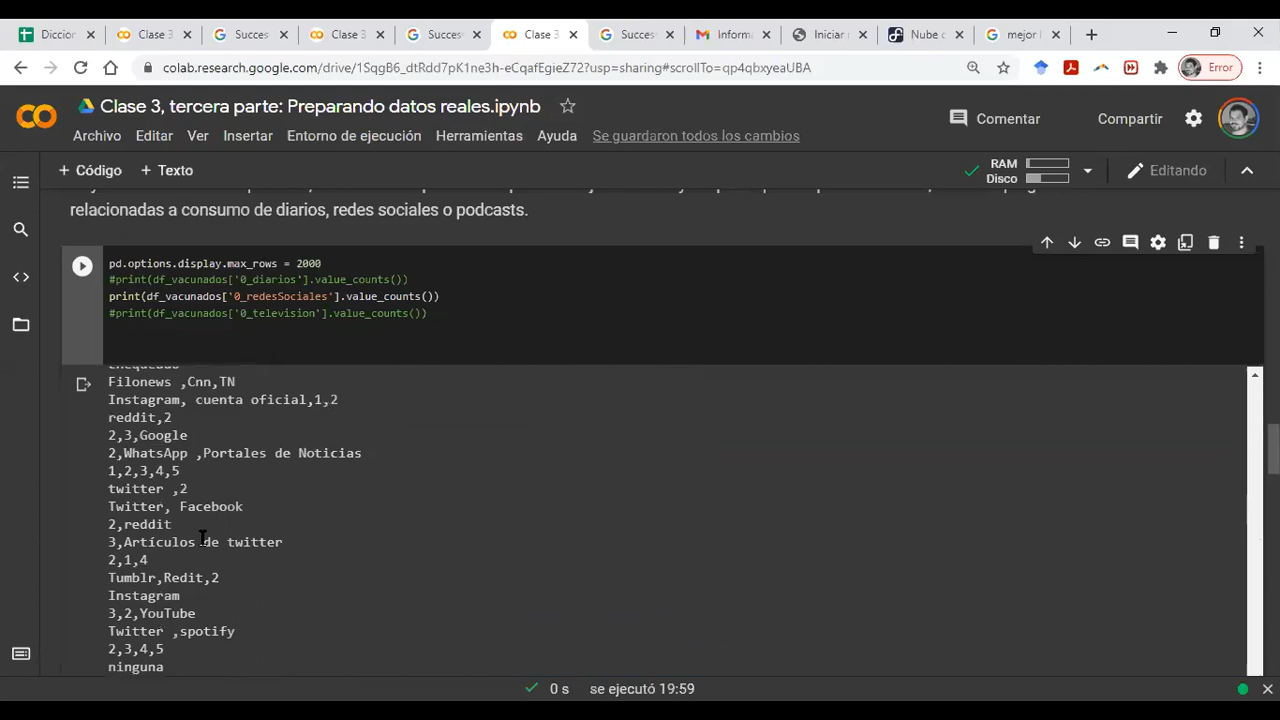 Diccion
Clase 3
Succes
Clase 3
Succes
Clase 3
Succes
Inform
Iniciar
Nube c
mejor
colab.research.google.com/drive/1SqgB6_dtRdd7pK1ne3h-eCqafEgieZ72?usp=sharing#scrollTo=qp4qbxyeaUBA
Error
Clase 3, tercera parte: Preparando datos reales.ipynb
Archivo Editar Ver Insertar Entorno de ejecución Herramientas Ayuda Se guardaron todos los cambios
Comentar
Compartir
+ Código + Texto
RAM
Disco
Editando
relacionadas a consumo de diarios, redes sociales o podcasts.
pd.options.display.max_rows = 2000
#print(df_vacunados['0_diarios'].value_counts())
print(df_vacunados['0_redesSociales'].value_counts())
#print(df_vacunados['0_television'].value_counts())
Filonews ,Cnn,TN
Instagram, cuenta oficial,1,2
reddit,2
2,3,Google
2,WhatsApp ,Portales de Noticias
1,2,3,4,5
twitter ,2
Twitter, Facebook
2,reddit
3,Artículos de twitter
2,1,4
Tumblr,Redit,2
Instagram
3,2,YouTube
Twitter ,spotify
2,3,4,5
ninguna
0 s se ejecutó 19:59